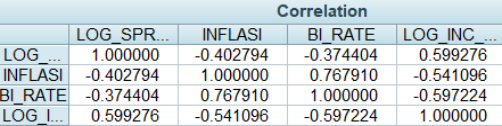 Correlation
LOG_SPR... INFLASI BI_RATE LOG_INC_...
LOG_... 1.000000 -0.402794 -0.374404 0.599276
INFLASI -0.402794 1.000000 0.767910 -0.541096
BI_RATE -0.374404 0.767910 1.000000 -0.597224
LOG_I... 0.599276 -0.541096 -0.597224 1.000000